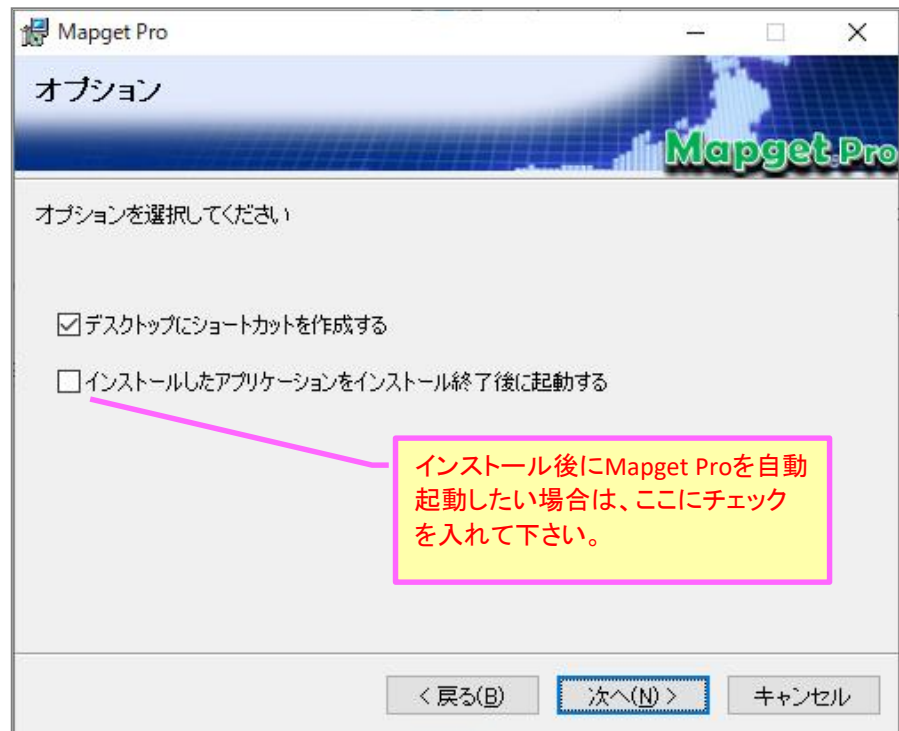 Mapget Pro
オプション
Mapget.Pro
オプションを選択してください
デスクトップにショートカットを作成する
インストールしたアプリケーションをインストール終了後に起動する
インストール後にMapget Proを自動
起動したい場合は、ここにチェック
を入れて下さい。
< 戻る(B)
次へ(N) >
キャンセル